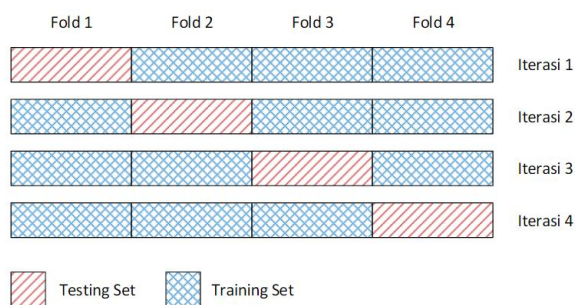 Fold 1 Fold 2 Fold 3 Fold 4
Iterasi 1
Iterasi 2
Iterasi 3
Iterasi 4
Testing Set Training Set